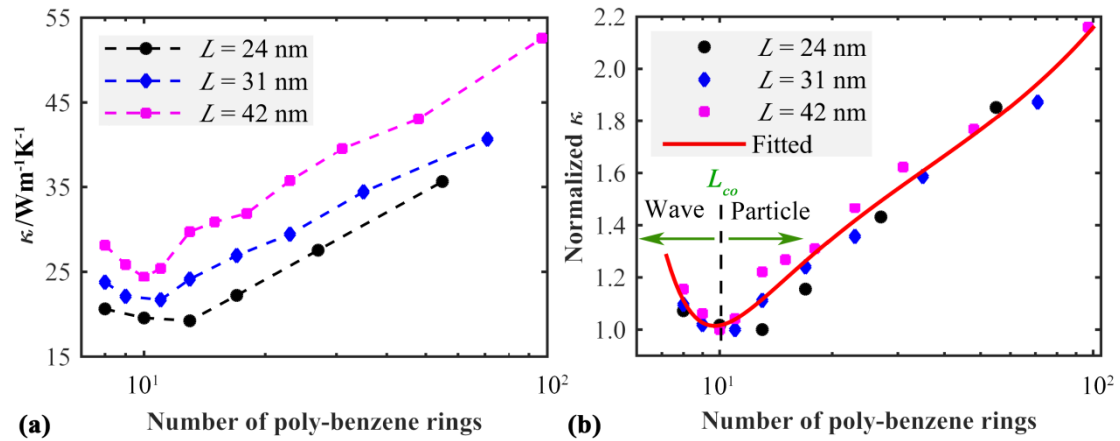 55
45
35
25
15
κ/Wm⁻¹K⁻¹
L = 24 nm
L = 31 nm
L = 42 nm
10¹
10²
(a)
Number of poly-benzene rings
2.2
2.0
1.8
1.6
1.4
1.2
1.0
Normalized κ
L = 24 nm
L = 31 nm
L = 42 nm
Fitted
L_co
Wave
Particle
10¹
10²
(b)
Number of poly-benzene rings